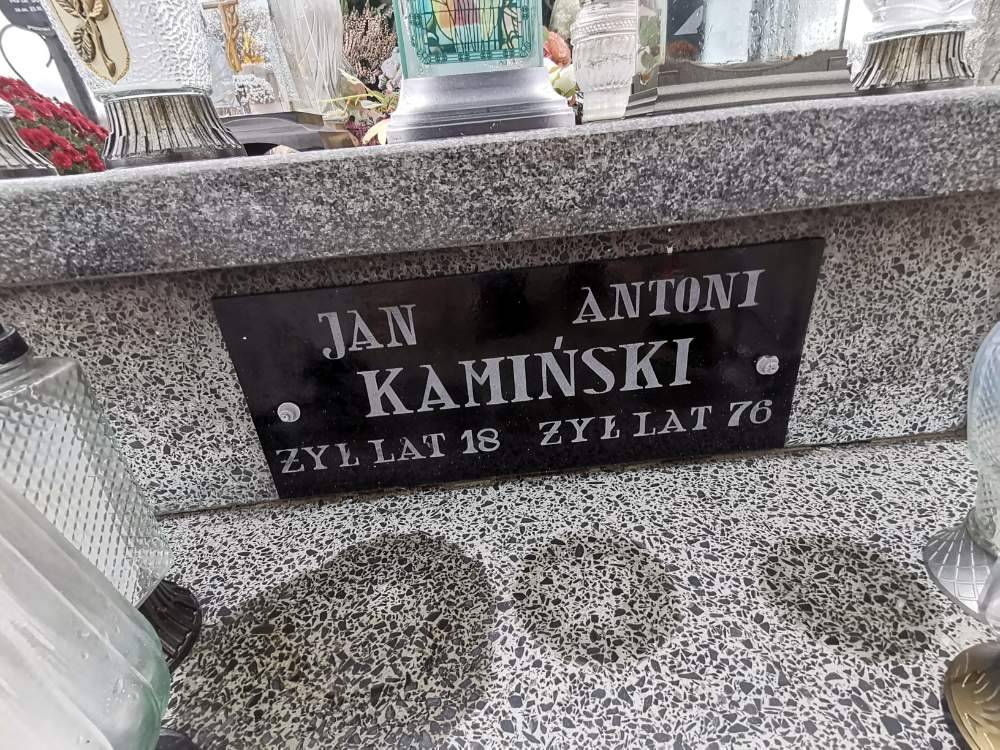 JAN ANTONI
KAMIŃSKI
ŻYŁ LAT 18 ŻYŁ LAT 76